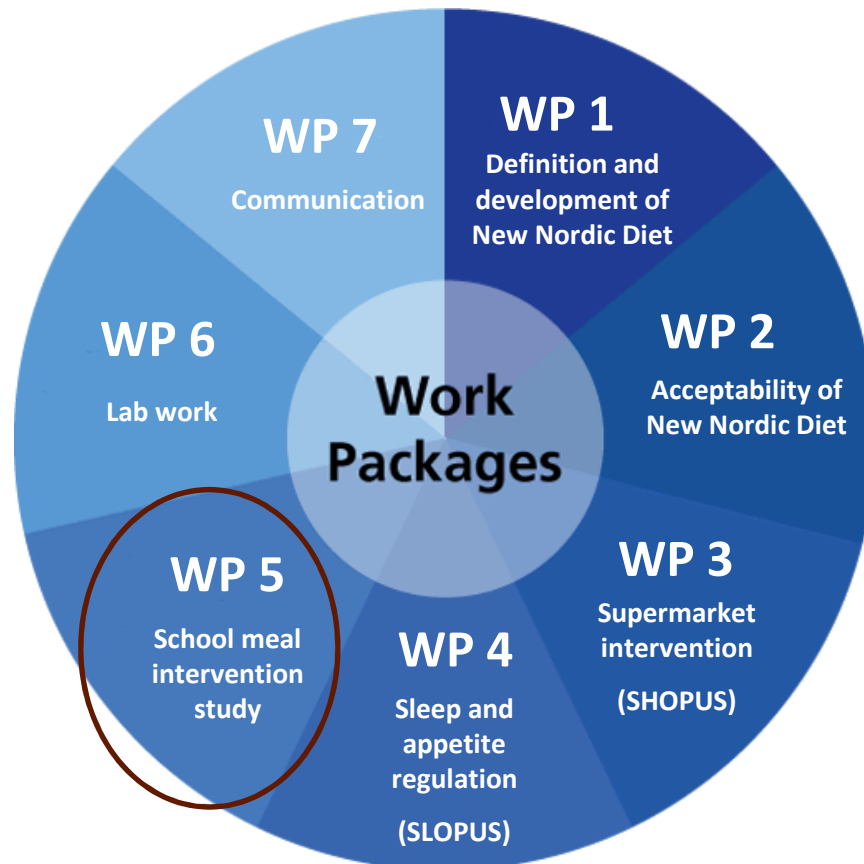 WP 1
Definition and
development of
New Nordic Diet
WP 2
Acceptability of
New Nordic Diet
WP 3
Supermarket
intervention
(SHOPUS)
WP 4
Sleep and
appetite
regulation
(SLOPUS)
WP 5
School meal
intervention
study
WP 6
Lab work
WP 7
Communication
Work
Packages